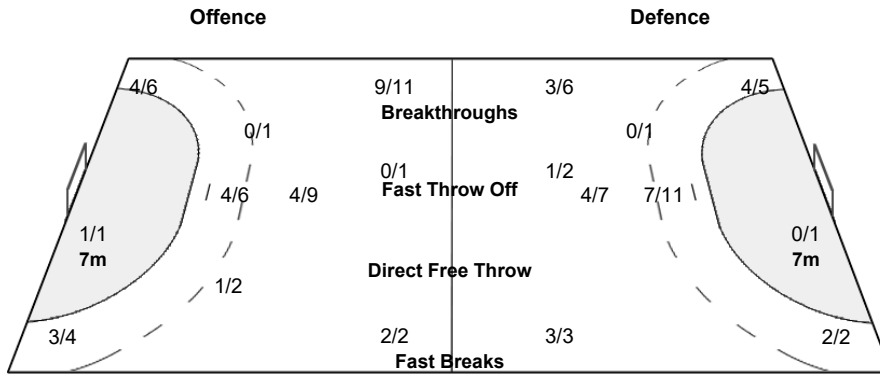 Offence Defence
4/6 9/11 3/6 4/5
Breakthroughs
0/1 0/1
0/1 1/2
Fast Throw Off
4/6 4/9 4/7 7/11
1/1 0/1
7m 7m
Direct Free Throw
1/2
3/4 2/2 3/3 2/2
Fast Breaks